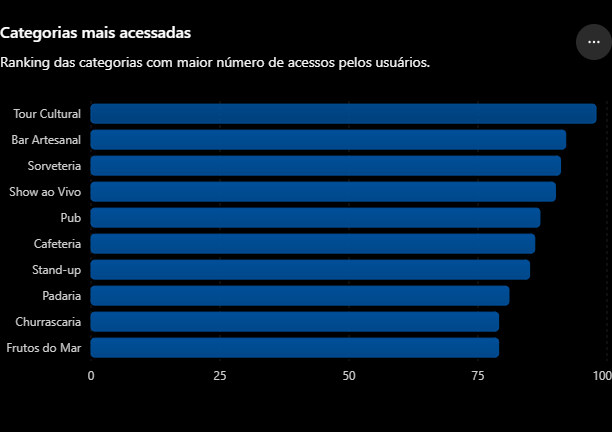 Categorias mais acessadas
...
Ranking das categorias com maior número de acessos pelos usuários.
Tour Cultural
Bar Artesanal
Sorveteria
Show ao Vivo
Pub
Cafeteria
Stand-up
Padaria
Churrascaria
Frutos do Mar
0 25 50 75 100